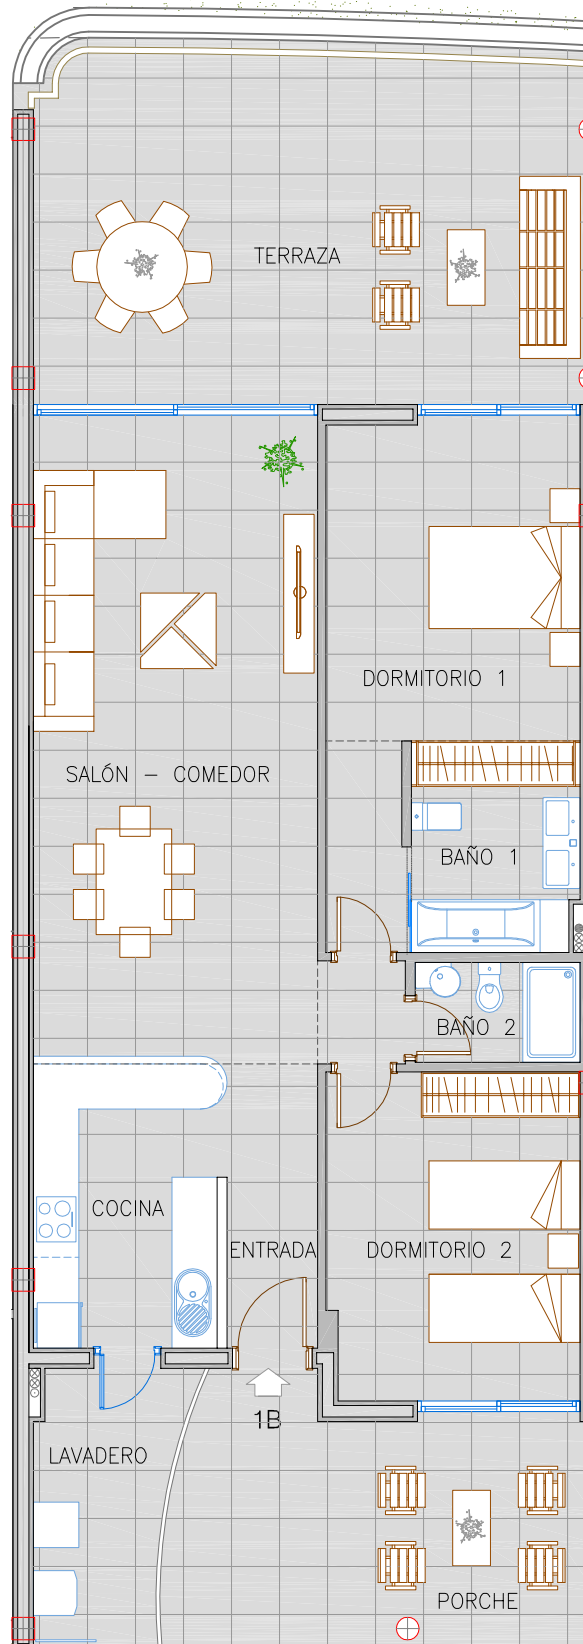 TERRAZA
DORMITORIO 1
SALÓN – COMEDOR
BAÑO 1
BAÑO 2
COCINA
ENTRADA
DORMITORIO 2
1B
LAVADERO
PORCHE